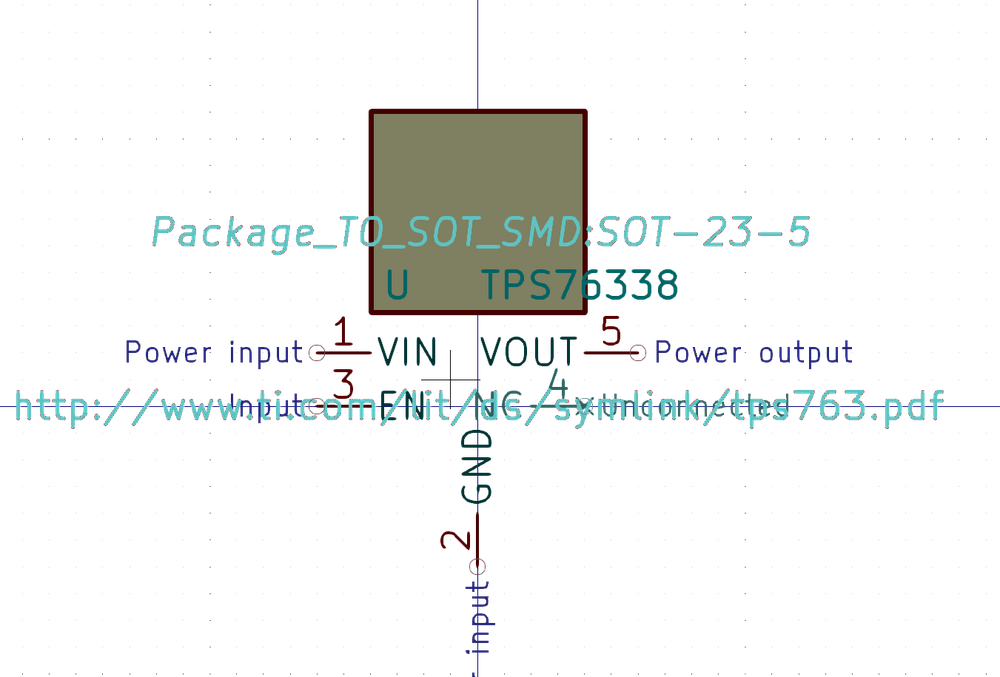 Package_TO_SOT_SMD:SOT-23-5
U TPS76338
Power input 1 VIN VOUT 5 Power output
Input 3 EN NC 4 Unconnected
http://www.ti.com/lit/ds/symlink/tps763.pdf
GND
2
input